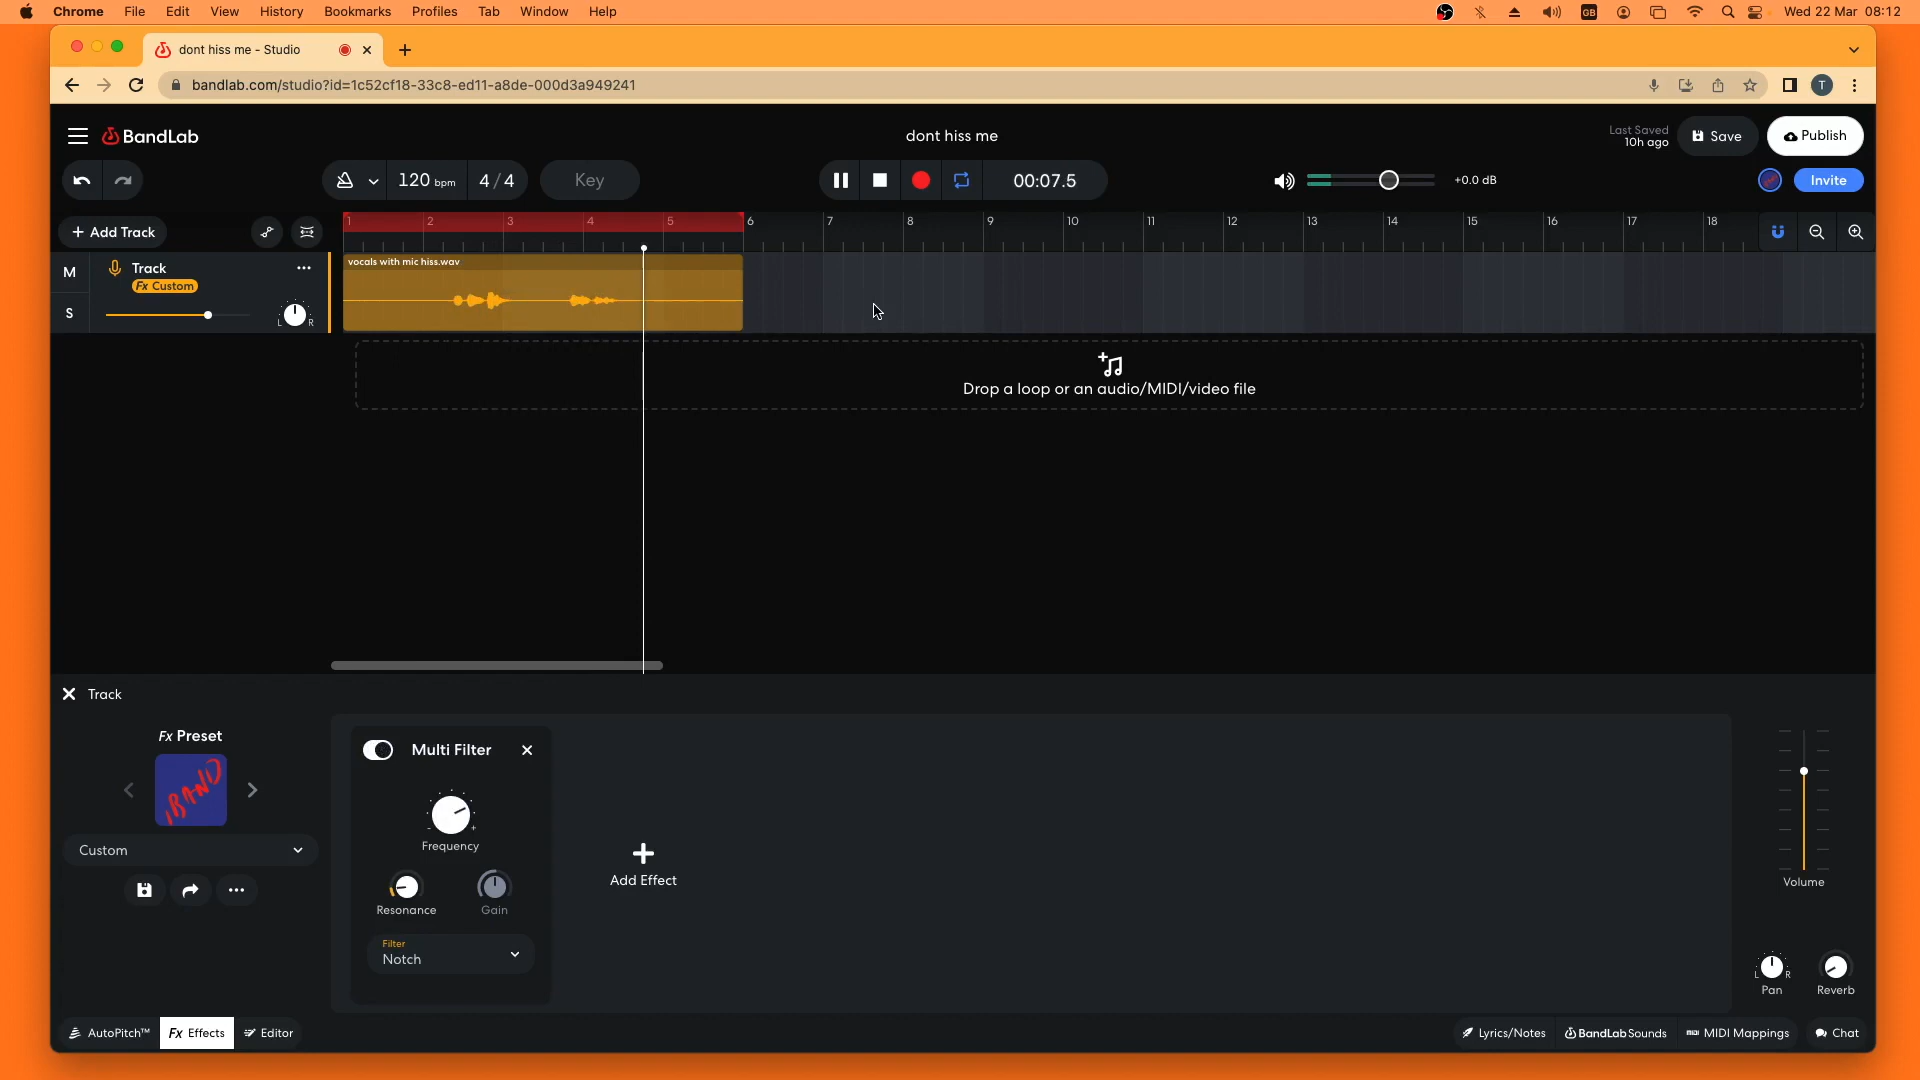 Chrome File Edit View History Bookmarks Profiles Tab Window Help
GB Wed 22 Mar 08:12
dont hiss me - Studio
bandlab.com/studio?id=1c52cf18-33c8-ed11-a8de-000d3a949241
T
BandLab
dont hiss me
Last Saved
10h ago
Save
Publish
120 bpm
4/4
Key
00:07.5
+0.0 dB
Invite
+ Add Track
1 2 3 4 5 6 7 8 9 10 11 12 13 14 15 16 17 18
M
Track
Fx Custom
S
L R
vocals with mic hiss.wav
Drop a loop or an audio/MIDI/video file
Track
Fx Preset
BAND
Custom
Multi Filter
- +
Frequency
Resonance
Gain
Filter
Notch
Add Effect
Volume
L R
Pan
Reverb
AutoPitch™
Fx Effects
Editor
Lyrics/Notes
BandLab Sounds
MIDI Mappings
Chat